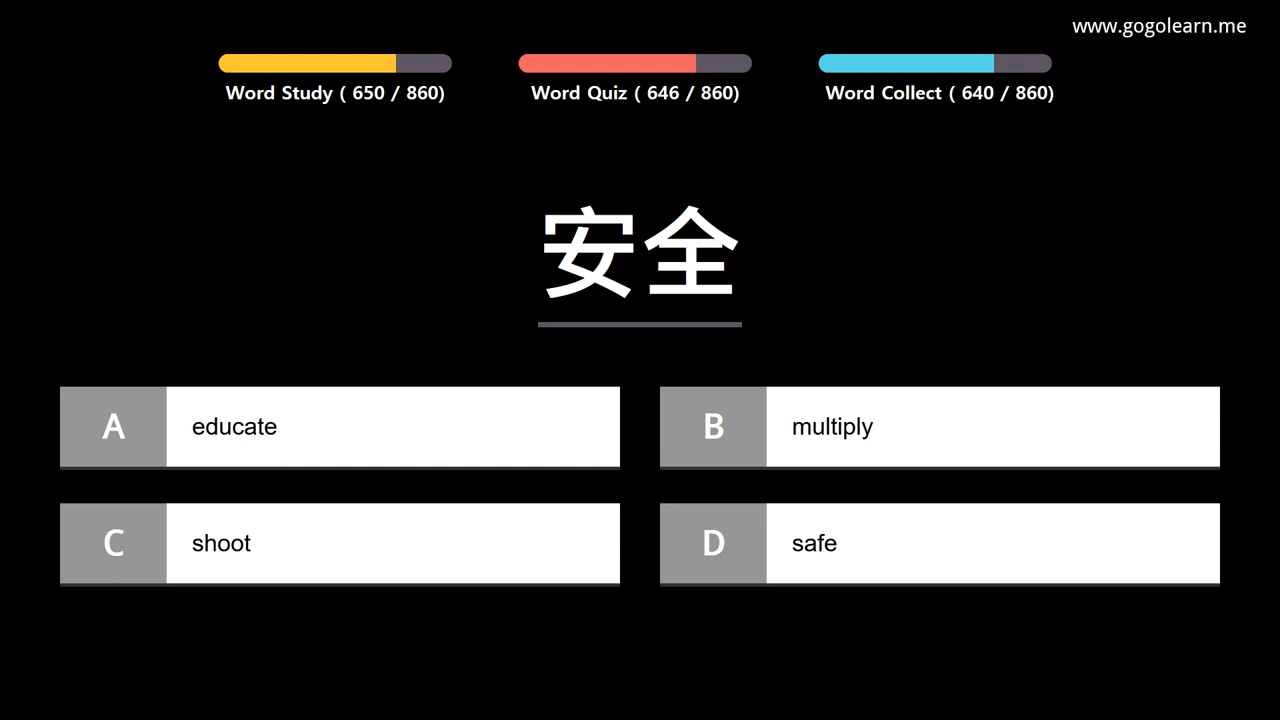 www.gogolearn.me
Word Study ( 650 / 860)
Word Quiz ( 646 / 860)
Word Collect ( 640 / 860)
安全
A educate
B multiply
C shoot
D safe